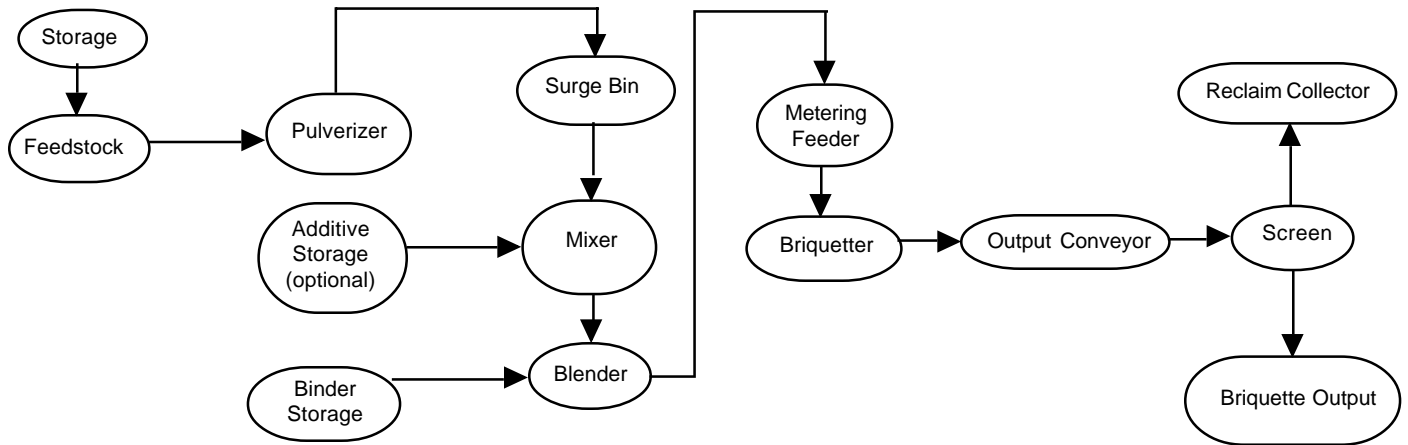 Storage
Feedstock
Pulverizer
Surge Bin
Additive
Storage
(optional)
Mixer
Binder
Storage
Blender
Metering
Feeder
Briquetter
Output Conveyor
Screen
Reclaim Collector
Briquette Output